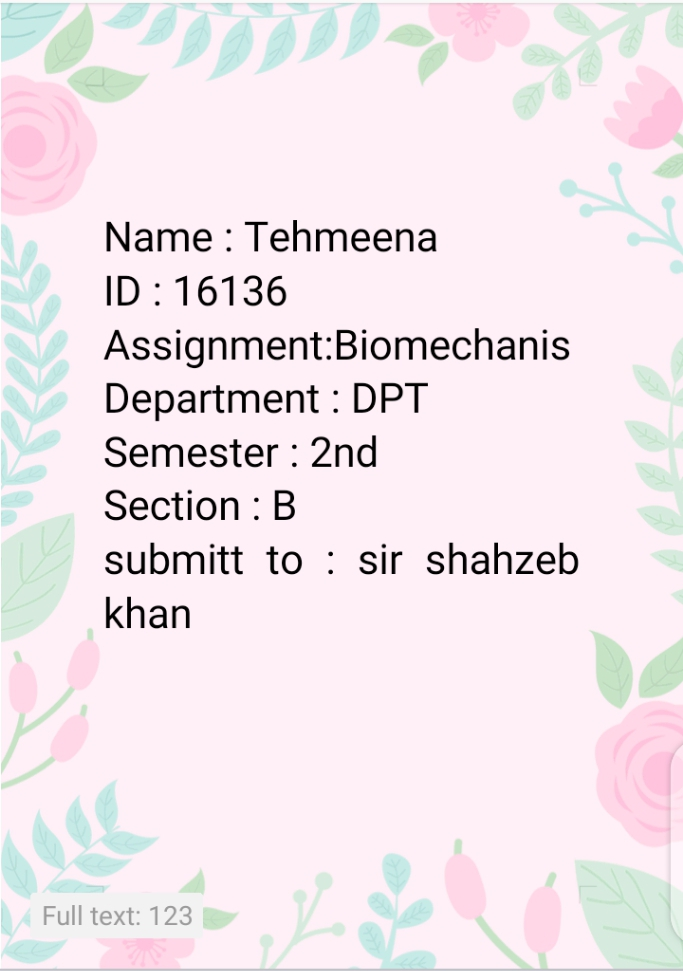 Name : Tehmeena
ID : 16136
Assignment:Biomechanis
Department : DPT
Semester : 2nd
Section : B
submitt to : sir shahzeb
khan
Full text: 123